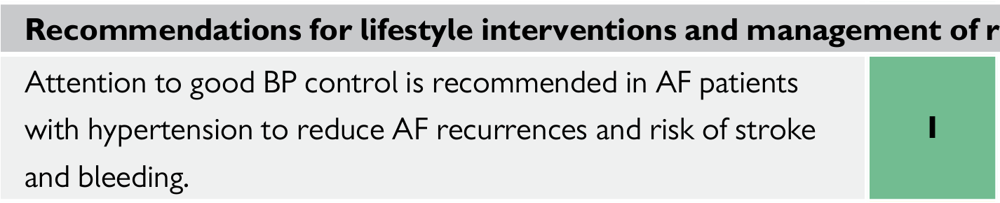 Recommendations for lifestyle interventions and management of r
Attention to good BP control is recommended in AF patients
with hypertension to reduce AF recurrences and risk of stroke
and bleeding.
I